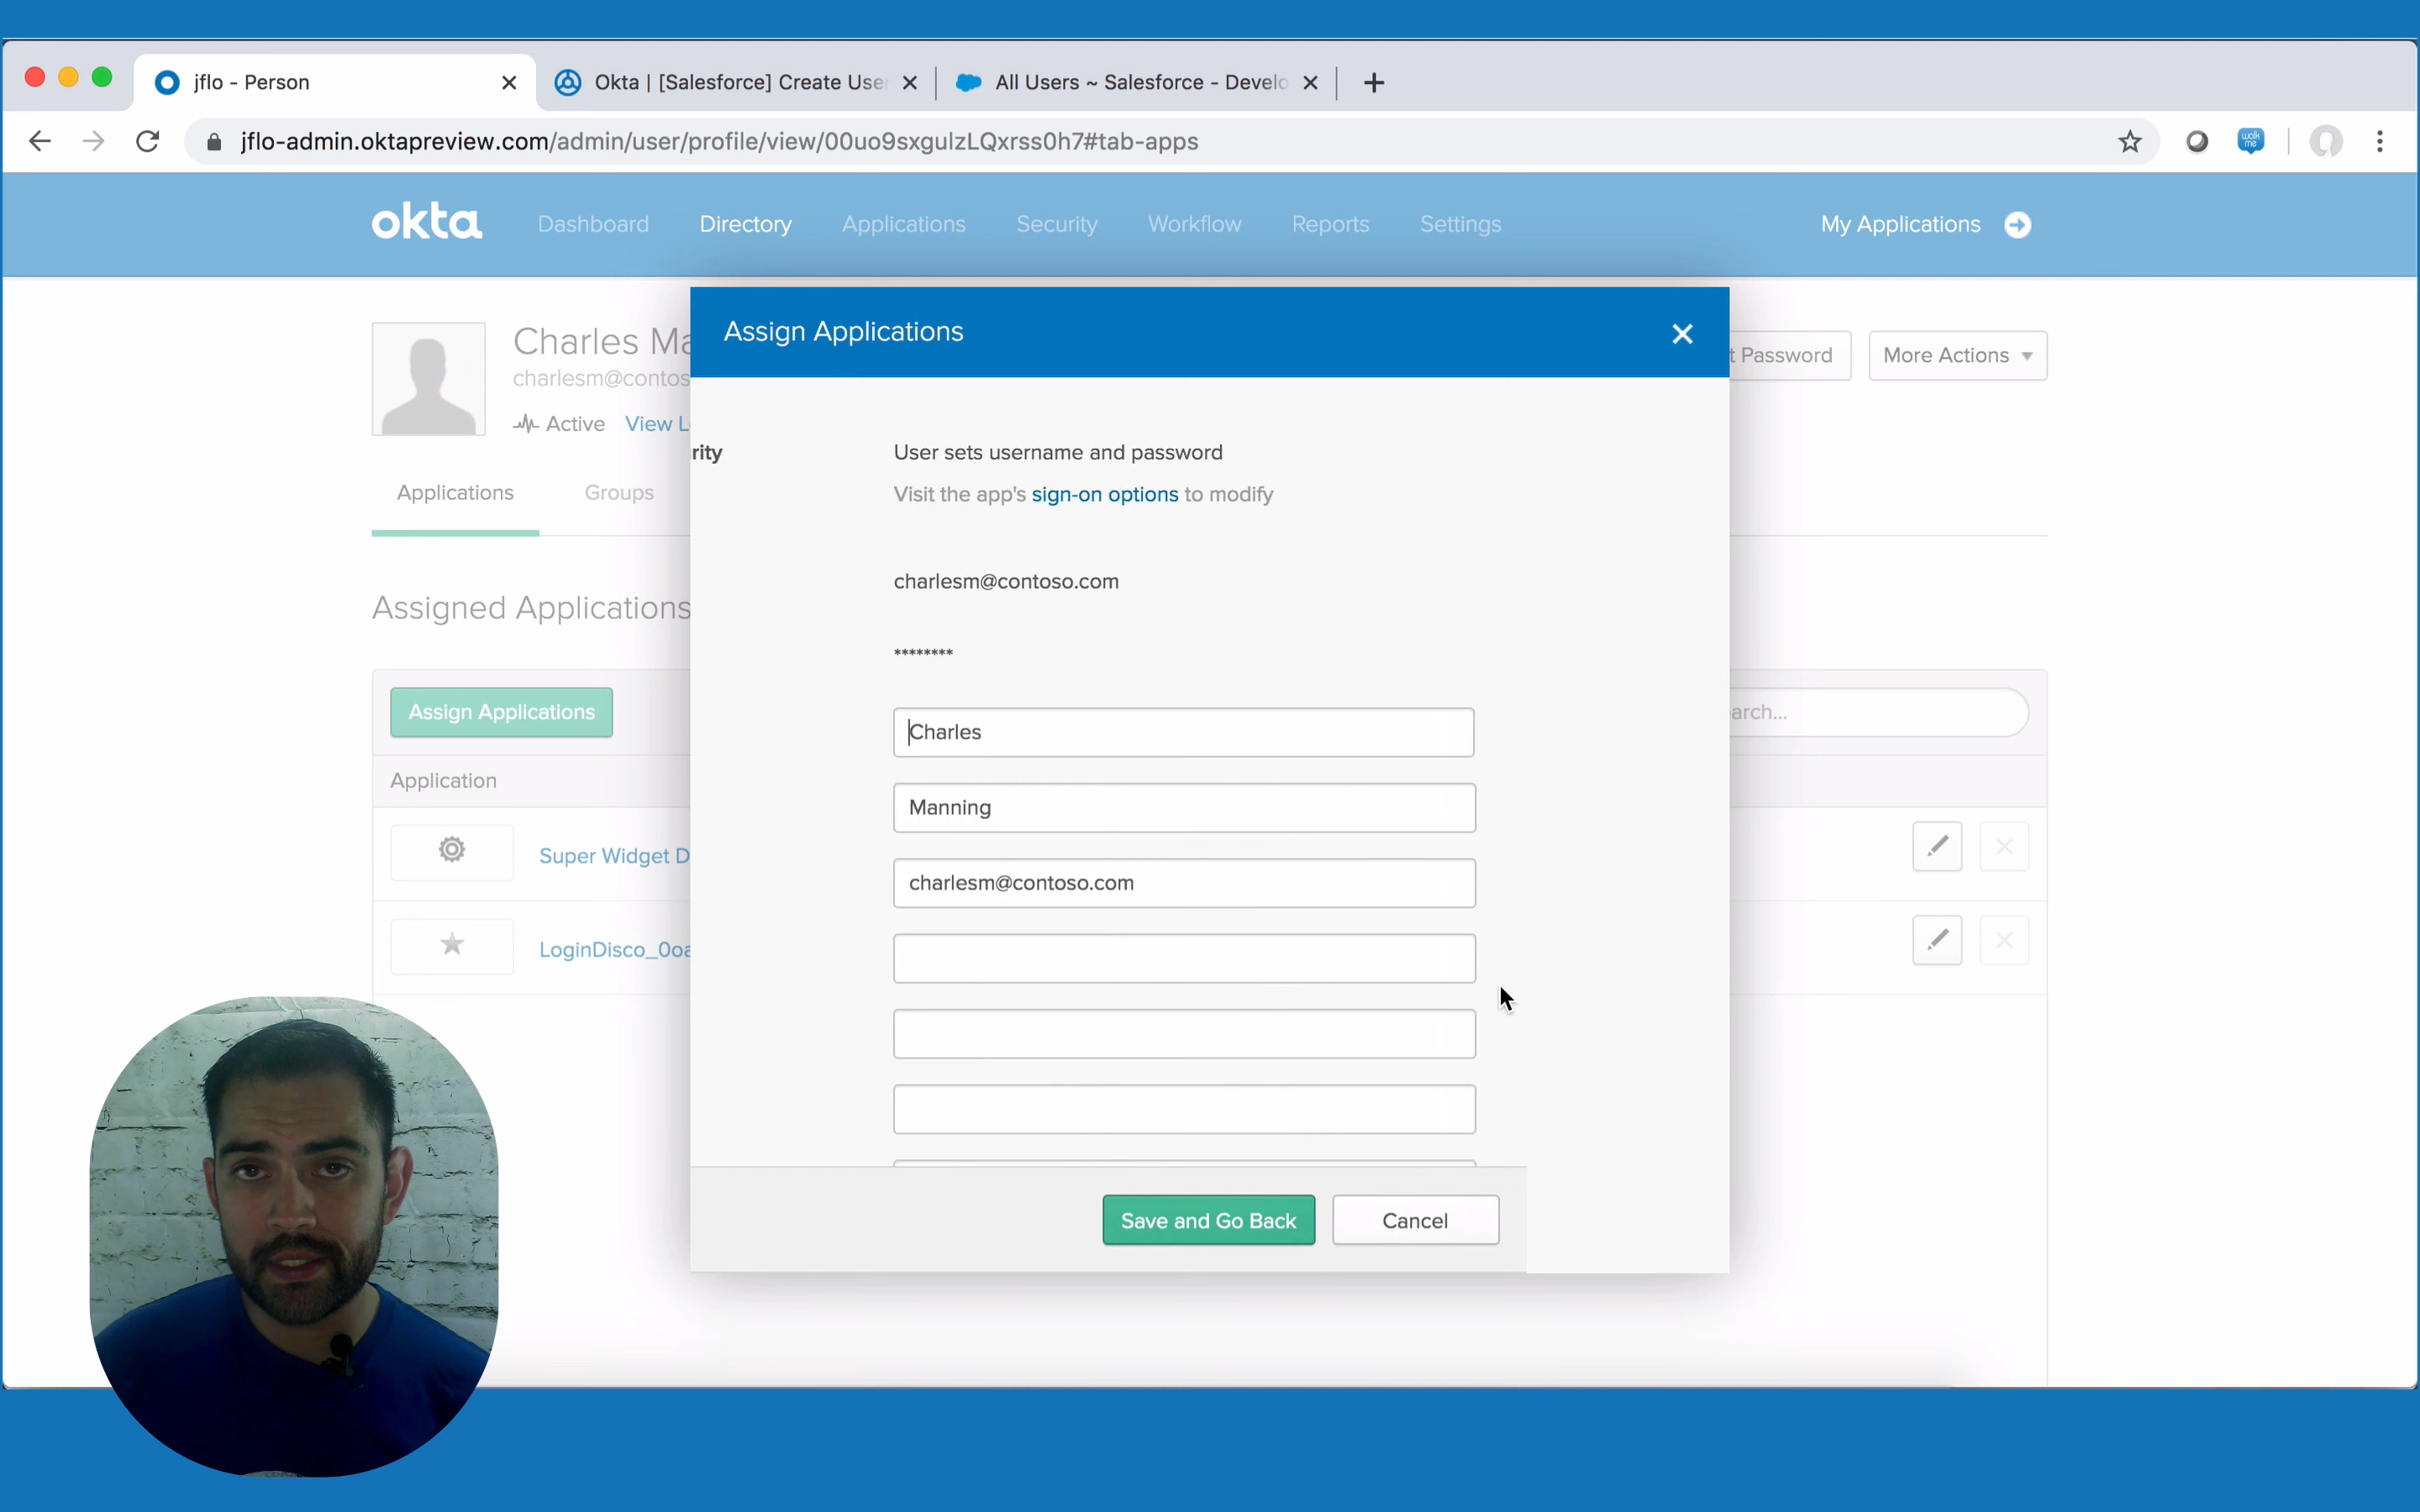 jflo - Person
Okta | [Salesforce] Create User
All Users ~ Salesforce - Develo
jflo-admin.oktapreview.com/admin/user/profile/view/00uo9sxgulzLQxrss0h7#tab-apps
walk me
okta Dashboard Directory Applications Security Workflow Reports Settings My Applications
Assign Applications
Charles Ma
charlesm@contos
Active View L
t Password
More Actions
Applications Groups
rity
User sets username and password
Visit the app's sign-on options to modify
charlesm@contoso.com
********
Assigned Applications
Assign Applications
arch...
Application
Super Widget D
LoginDisco_0oa
Charles
Manning
charlesm@contoso.com
Save and Go Back
Cancel